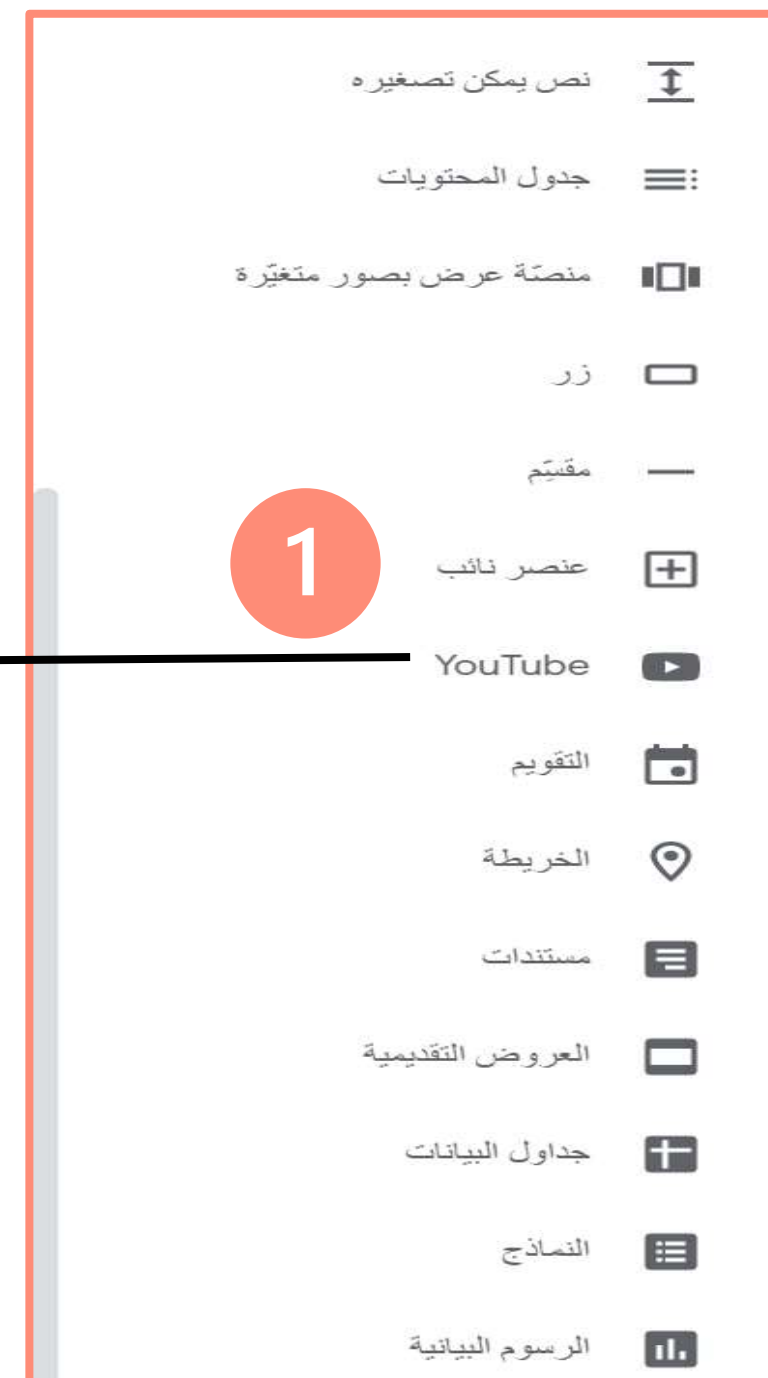 نص يمكن تصغيره
جدول المحتويات
منصّة عرض بصور متغيّرة
زر
مقسِّم
عنصر نائب
1
YouTube
التقويم
الخريطة
مستندات
العروض التقديمية
جداول البيانات
النماذج
الرسوم البيانية